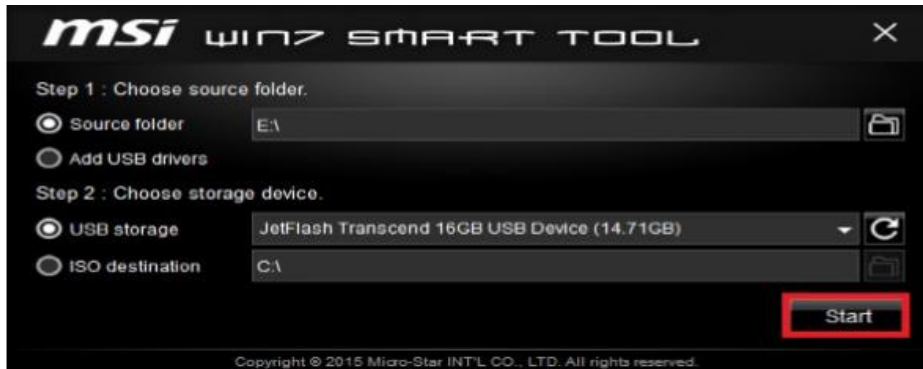 msi WIN7 SMART TOOL
Step 1 : Choose source folder.
Source folder E:\
Add USB drivers
Step 2 : Choose storage device.
USB storage JetFlash Transcend 16GB USB Device (14.71GB)
ISO destination C:\
Start
Copyright © 2015 Micro-Star INT'L CO., LTD. All rights reserved.